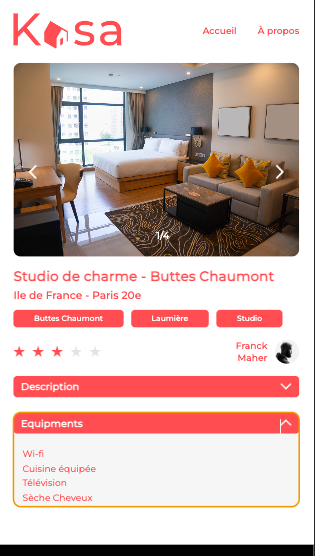 Kasa
Accueil À propos
1/4
Studio de charme - Buttes Chaumont
Ile de France - Paris 20e
Buttes Chaumont Laumière Studio
Franck
Maher
Description
Equipments
Wi-fi
Cuisine équipée
Télévision
Sèche Cheveux